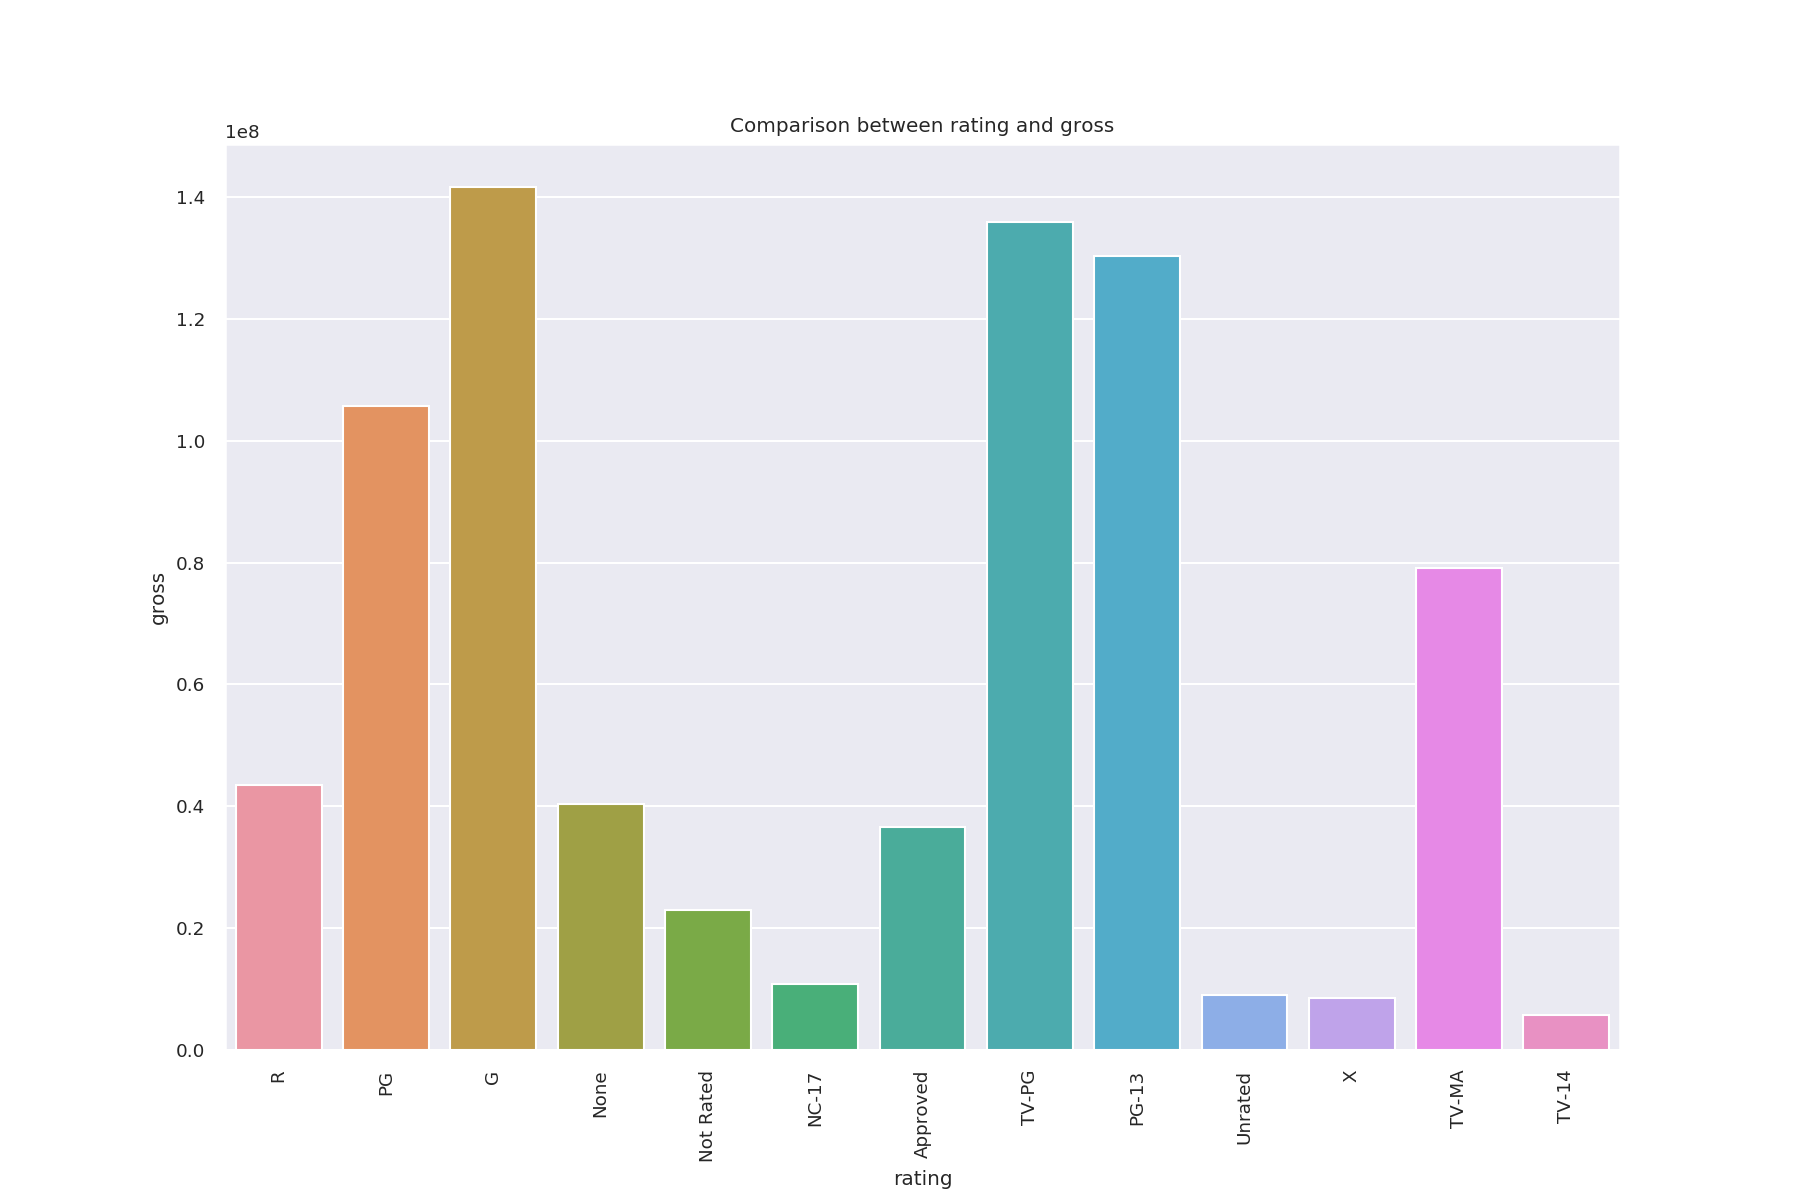 Comparison between rating and gross
1e8
1.4
1.2
1.0
0.8
0.6
0.4
0.2
0.0
gross
R
PG
G
None
Not Rated
NC-17
Approved
TV-PG
PG-13
Unrated
X
TV-MA
TV-14
rating